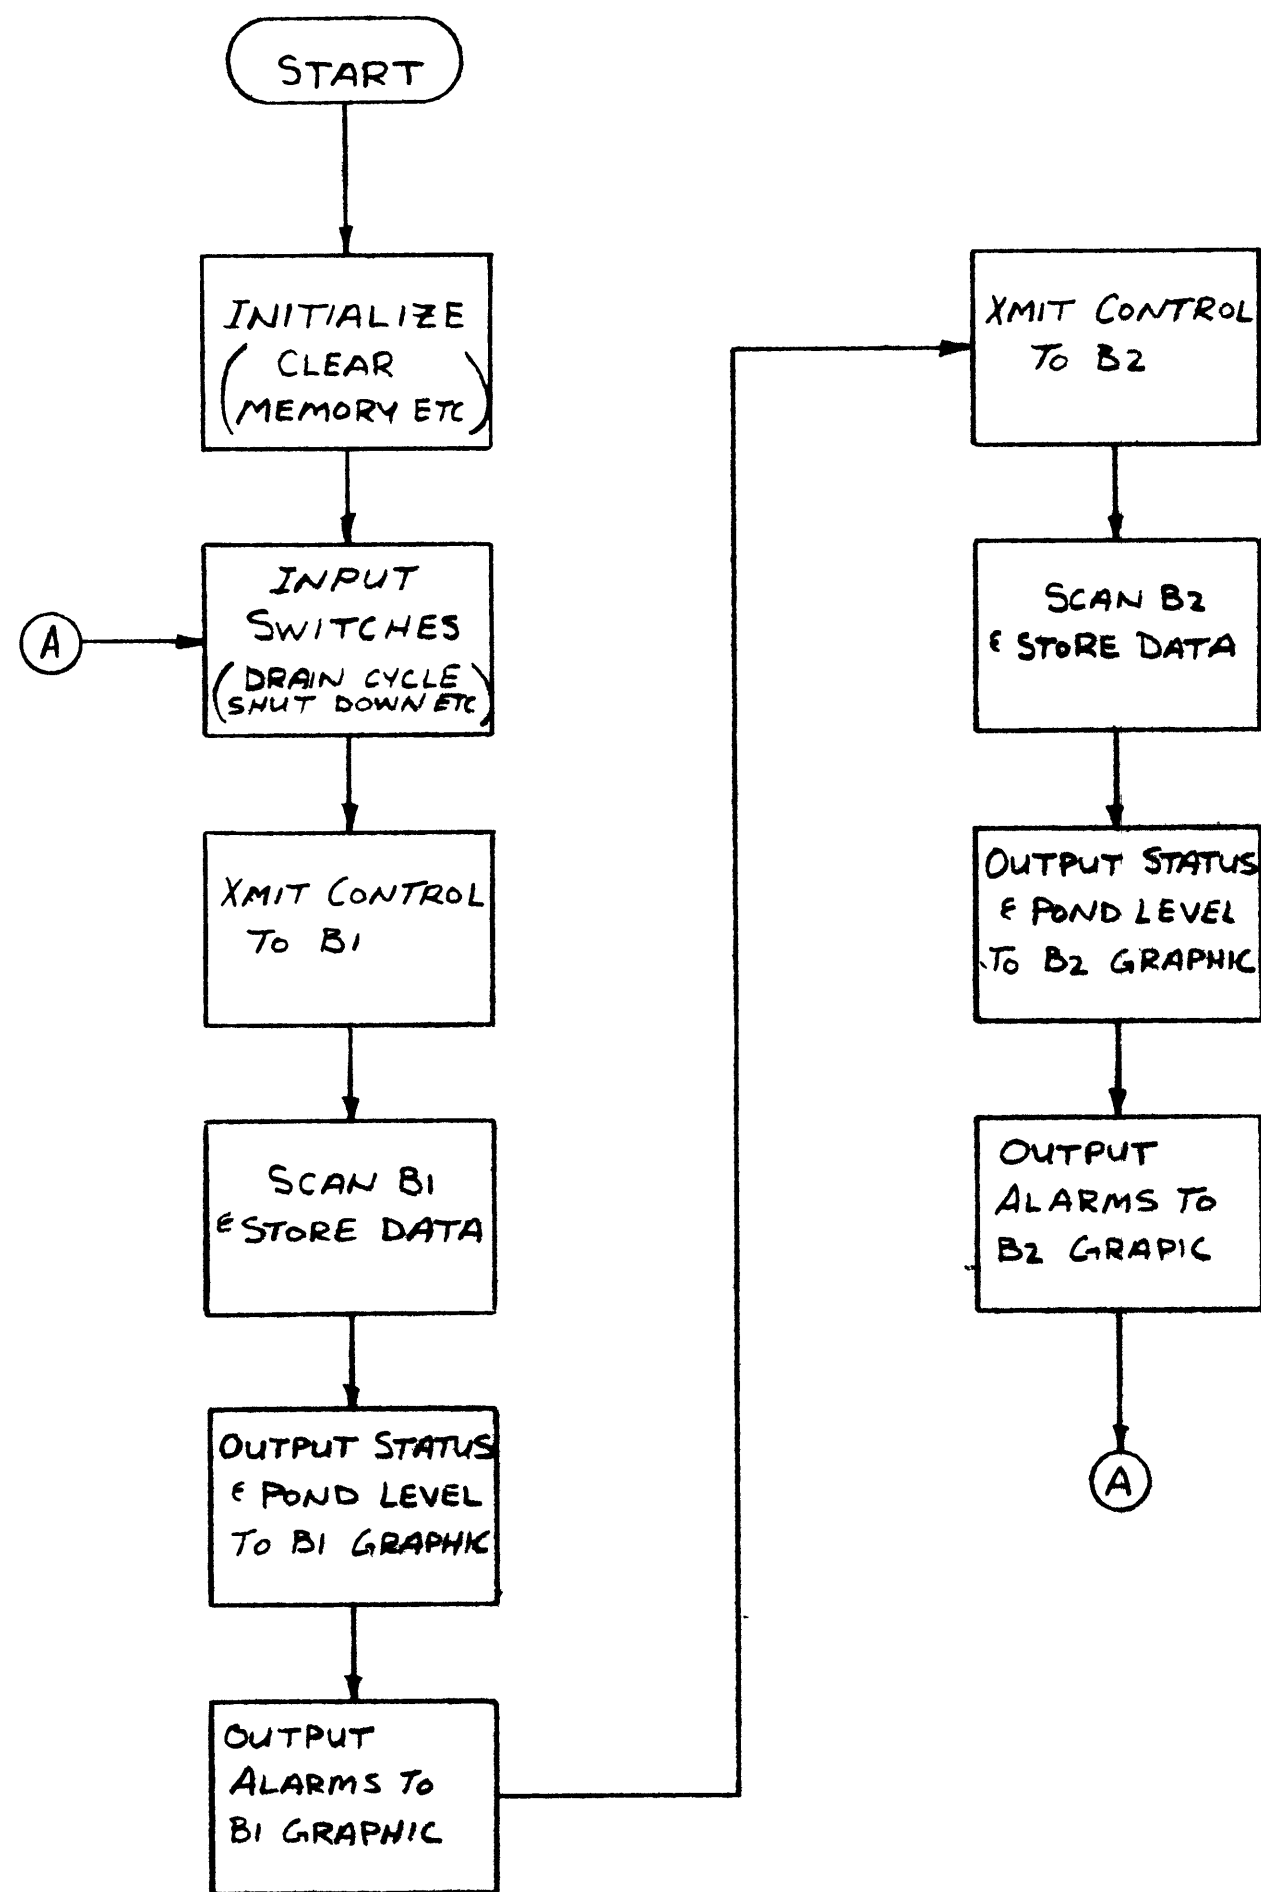 START
INITIALIZE
(CLEAR
MEMORY ETC)
A
INPUT
SWITCHES
(DRAIN CYCLE
SHUT DOWN ETC)
XMIT CONTROL
TO B1
SCAN B1
& STORE DATA
OUTPUT STATUS
& POND LEVEL
TO B1 GRAPHIC
OUTPUT
ALARMS TO
B1 GRAPHIC
XMIT CONTROL
TO B2
SCAN B2
& STORE DATA
OUTPUT STATUS
& POND LEVEL
TO B2 GRAPHIC
OUTPUT
ALARMS TO
B2 GRAPIC
A